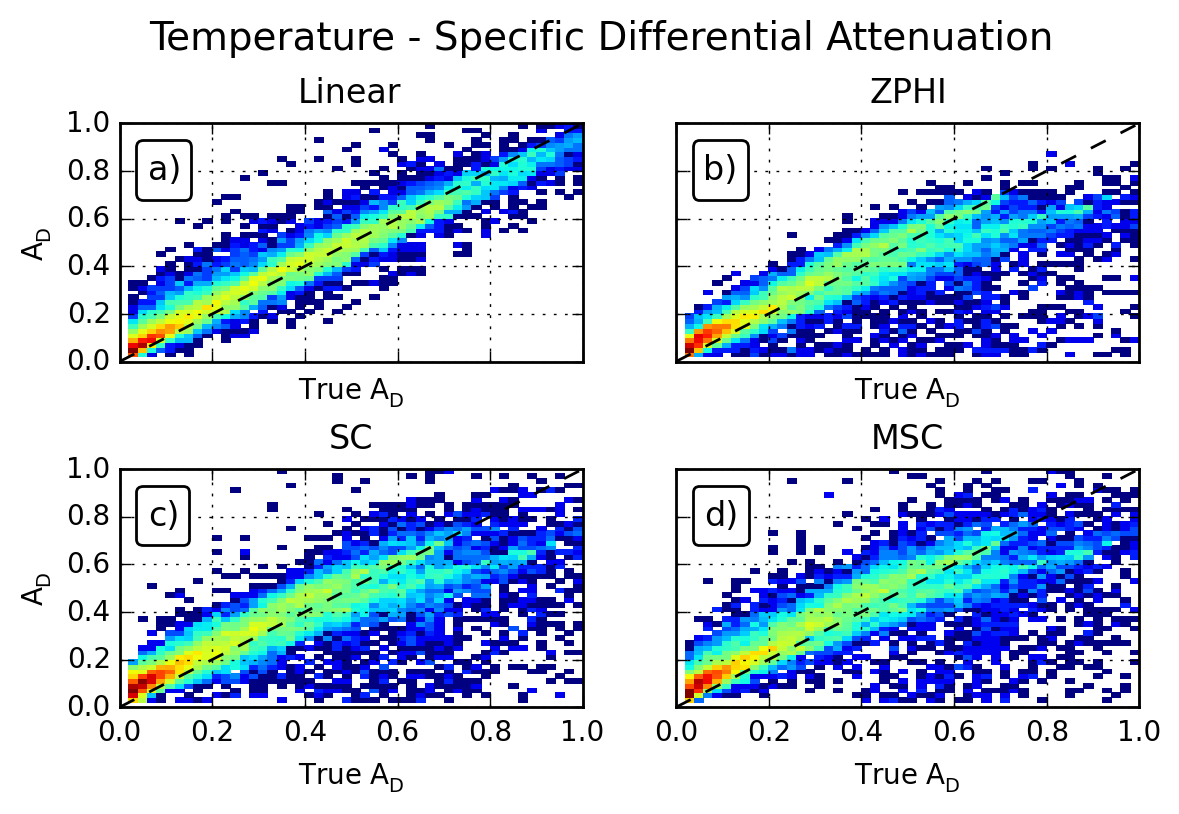 Temperature - Specific Differential Attenuation
Linear
ZPHI
1.0
0.8
0.6
0.4
0.2
0.0
A_D
a)
b)
True A_D
True A_D
SC
MSC
1.0
0.8
0.6
0.4
0.2
0.0
A_D
c)
d)
0.0 0.2 0.4 0.6 0.8 1.0
0.0 0.2 0.4 0.6 0.8 1.0
True A_D
True A_D